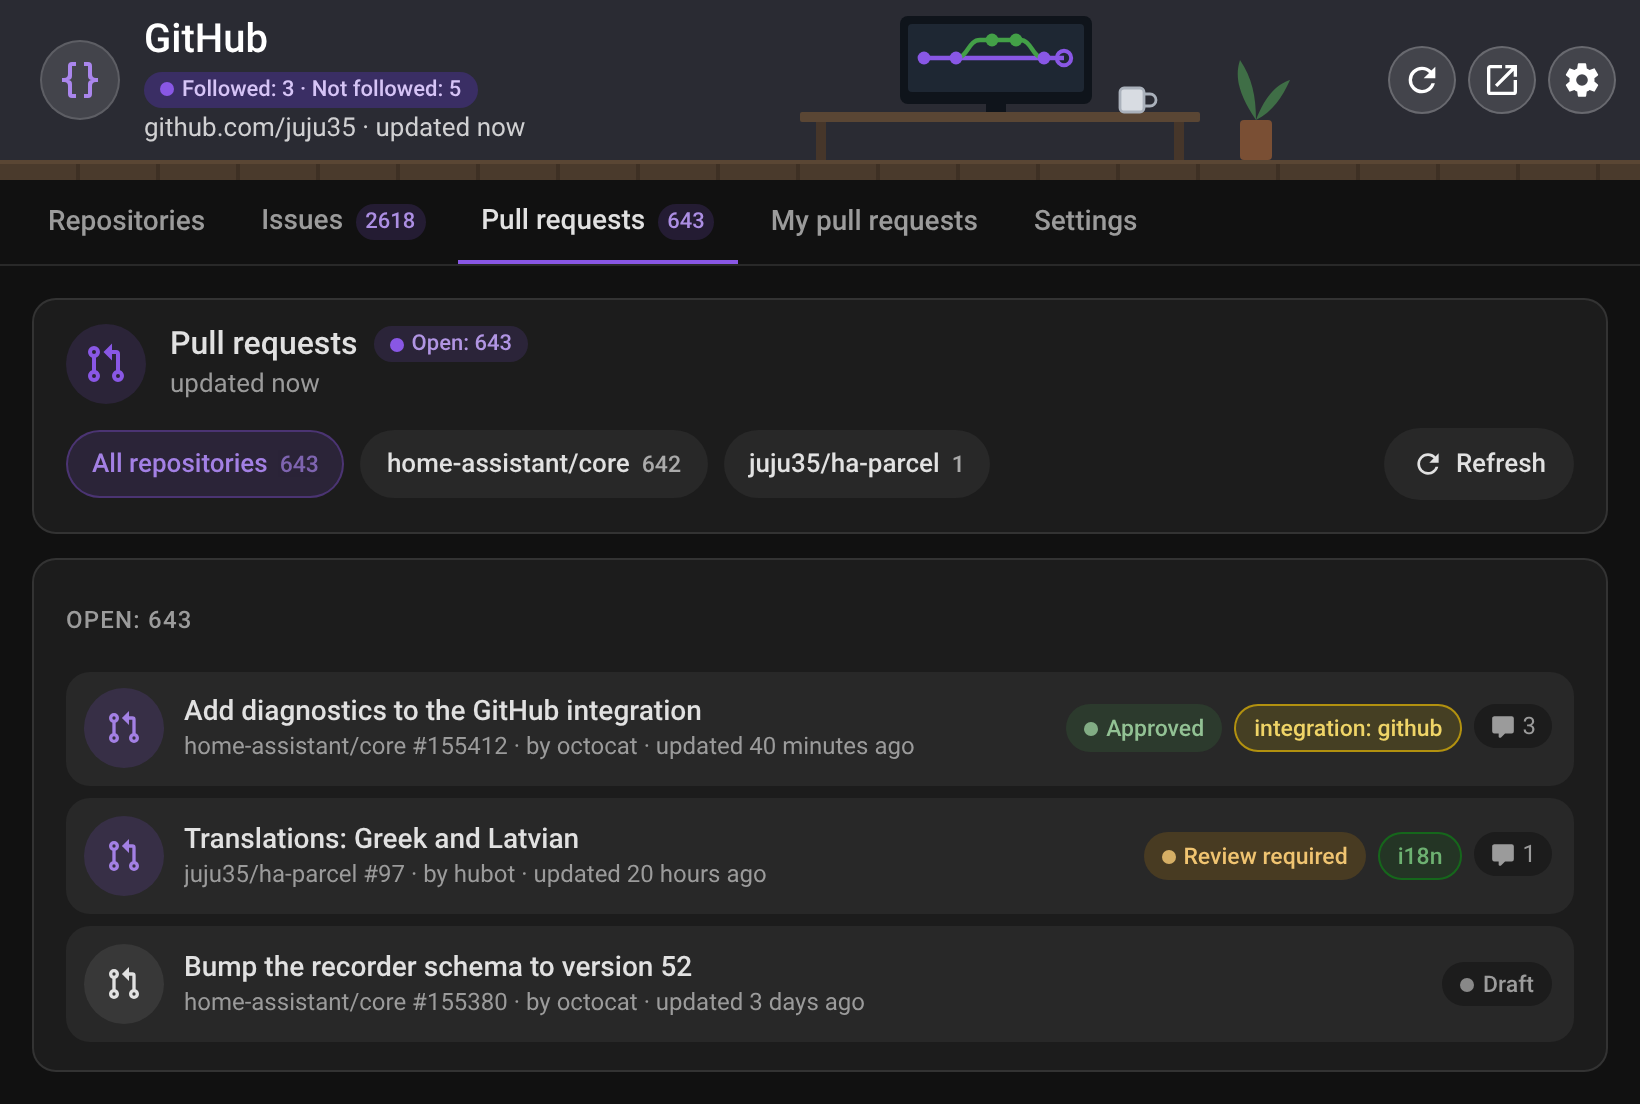 GitHub
Followed: 3 · Not followed: 5
github.com/juju35 · updated now
Repositories
Issues 2618
Pull requests 643
My pull requests
Settings
Pull requests
Open: 643
updated now
All repositories 643
home-assistant/core 642
juju35/ha-parcel 1
Refresh
OPEN: 643
Add diagnostics to the GitHub integration
home-assistant/core #155412 · by octocat · updated 40 minutes ago
Approved
integration: github
3
Translations: Greek and Latvian
juju35/ha-parcel #97 · by hubot · updated 20 hours ago
Review required
i18n
1
Bump the recorder schema to version 52
home-assistant/core #155380 · by octocat · updated 3 days ago
Draft